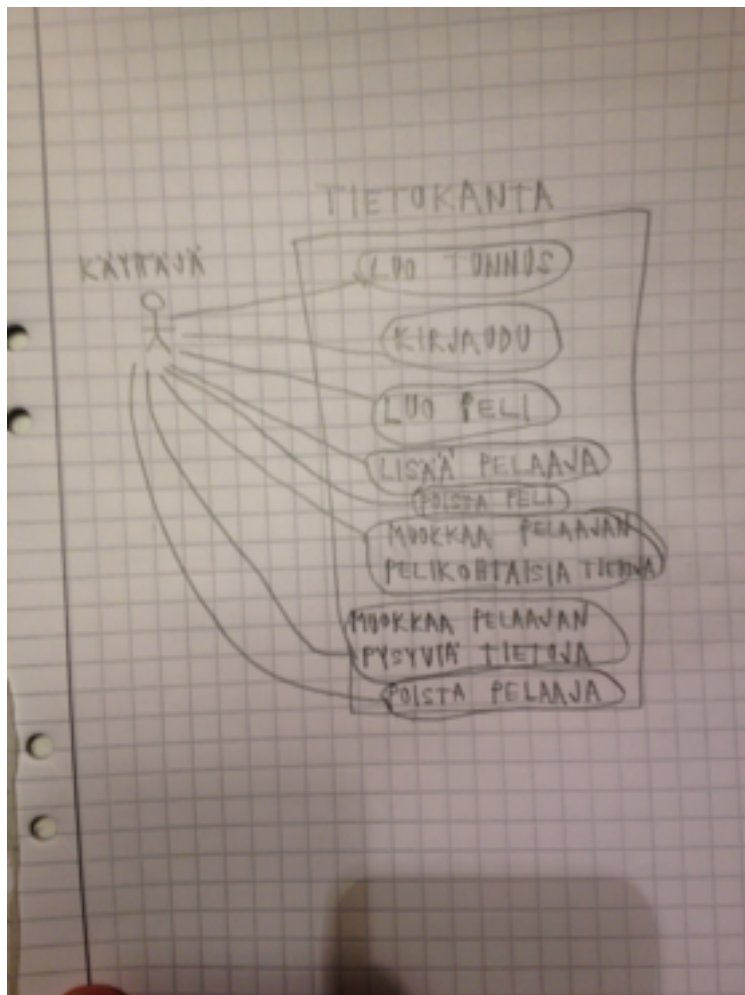 TIETOKANTA
KÄYTTÄJÄ
LUO TUNNUS
KIRJAUDU
LUO PELI
LISÄÄ PELAAJA
POISTA PELI
MUOKKAA PELAAJAN
PELIKOHTAISIA TIETOJA
MUOKKAA PELAAJAN
PYSYVIÄ TIETOJA
POISTA PELAAJA